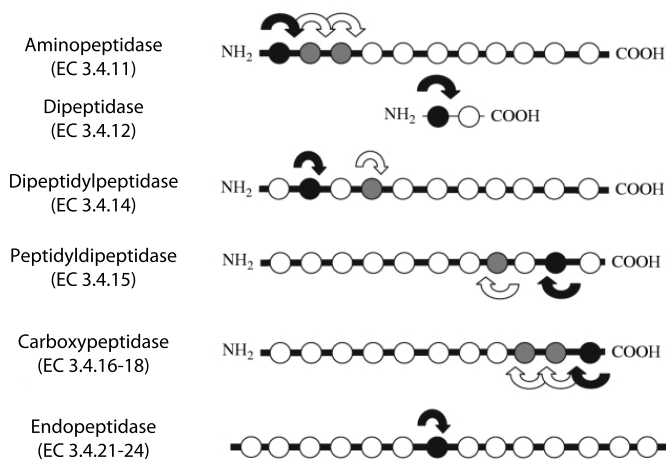 Aminopeptidase
(EC 3.4.11)
NH2 COOH
Dipeptidase
(EC 3.4.12)
NH2 COOH
Dipeptidylpeptidase
(EC 3.4.14)
NH2 COOH
Peptidyldipeptidase
(EC 3.4.15)
NH2 COOH
Carboxypeptidase
(EC 3.4.16-18)
NH2 COOH
Endopeptidase
(EC 3.4.21-24)